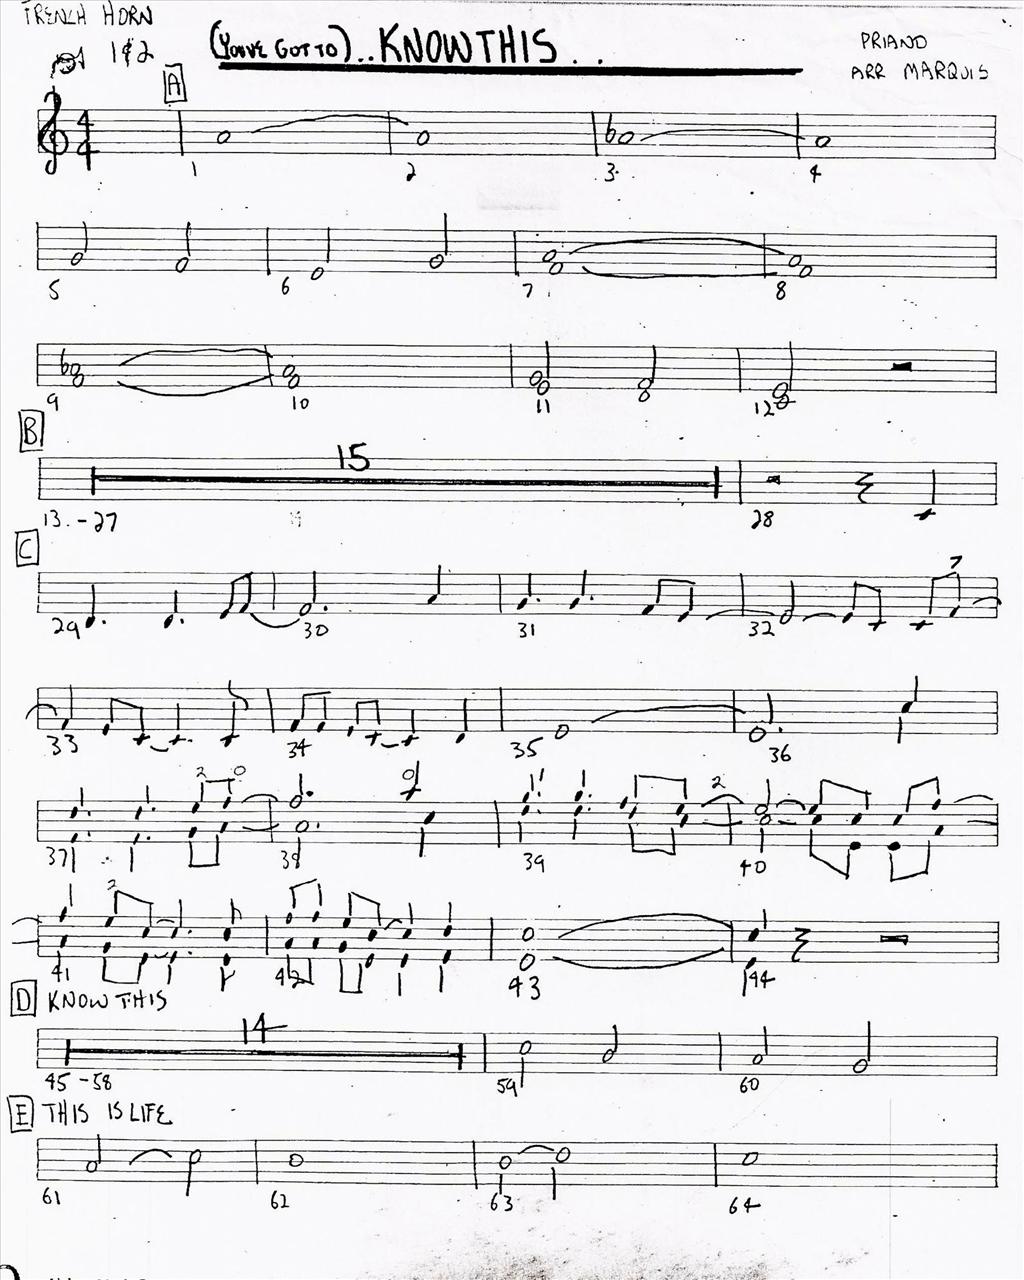 FRENCH HORN
1&2
(YOU'VE GOT TO)..KNOW THIS..
PRIANO
ARR MARQUIS
A
4
4
1 2 3. 4
5 6 7 8
9 10 11 12
B
15
13.-27 28
C
7
29 30 31 32
33 34 35 36
2 0 2
37 38 39 40
2
41 42 43 44
D KNOW THIS
14
45-58 59 60
E THIS IS LIFE
61 62 63 64